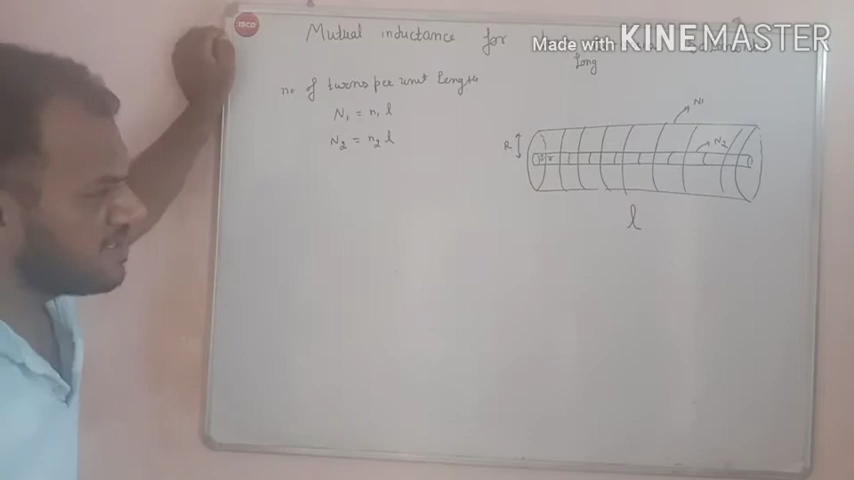 Mutual inductance for
long
Made with KINEMASTER
no of turns per unit length
N₁ = n₁ l
N₂ = n₂ l
N₁
N₂
R
r
l